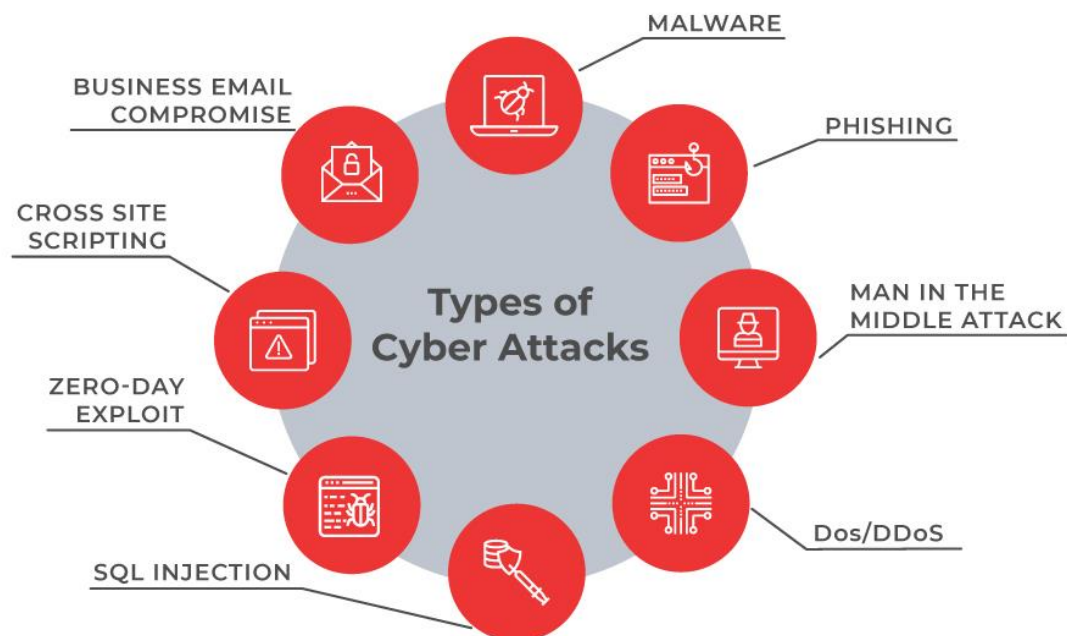 Types of
Cyber Attacks
MALWARE
PHISHING
MAN IN THE
MIDDLE ATTACK
Dos/DDoS
SQL INJECTION
ZERO-DAY
EXPLOIT
CROSS SITE
SCRIPTING
BUSINESS EMAIL
COMPROMISE